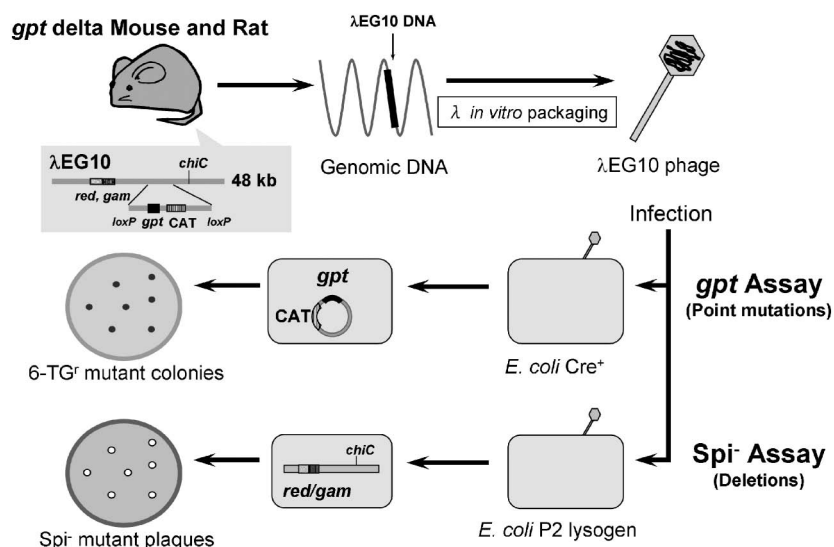 gpt delta Mouse and Rat
λEG10 DNA
λ in vitro packaging
Genomic DNA
λEG10 phage
λEG10
chiC
48 kb
red, gam
loxP gpt CAT loxP
Infection
gpt
CAT
gpt Assay
(Point mutations)
6-TGʳ mutant colonies
E. coli Cre⁺
chiC
red/gam
Spi⁻ Assay
(Deletions)
Spi⁻ mutant plaques
E. coli P2 lysogen